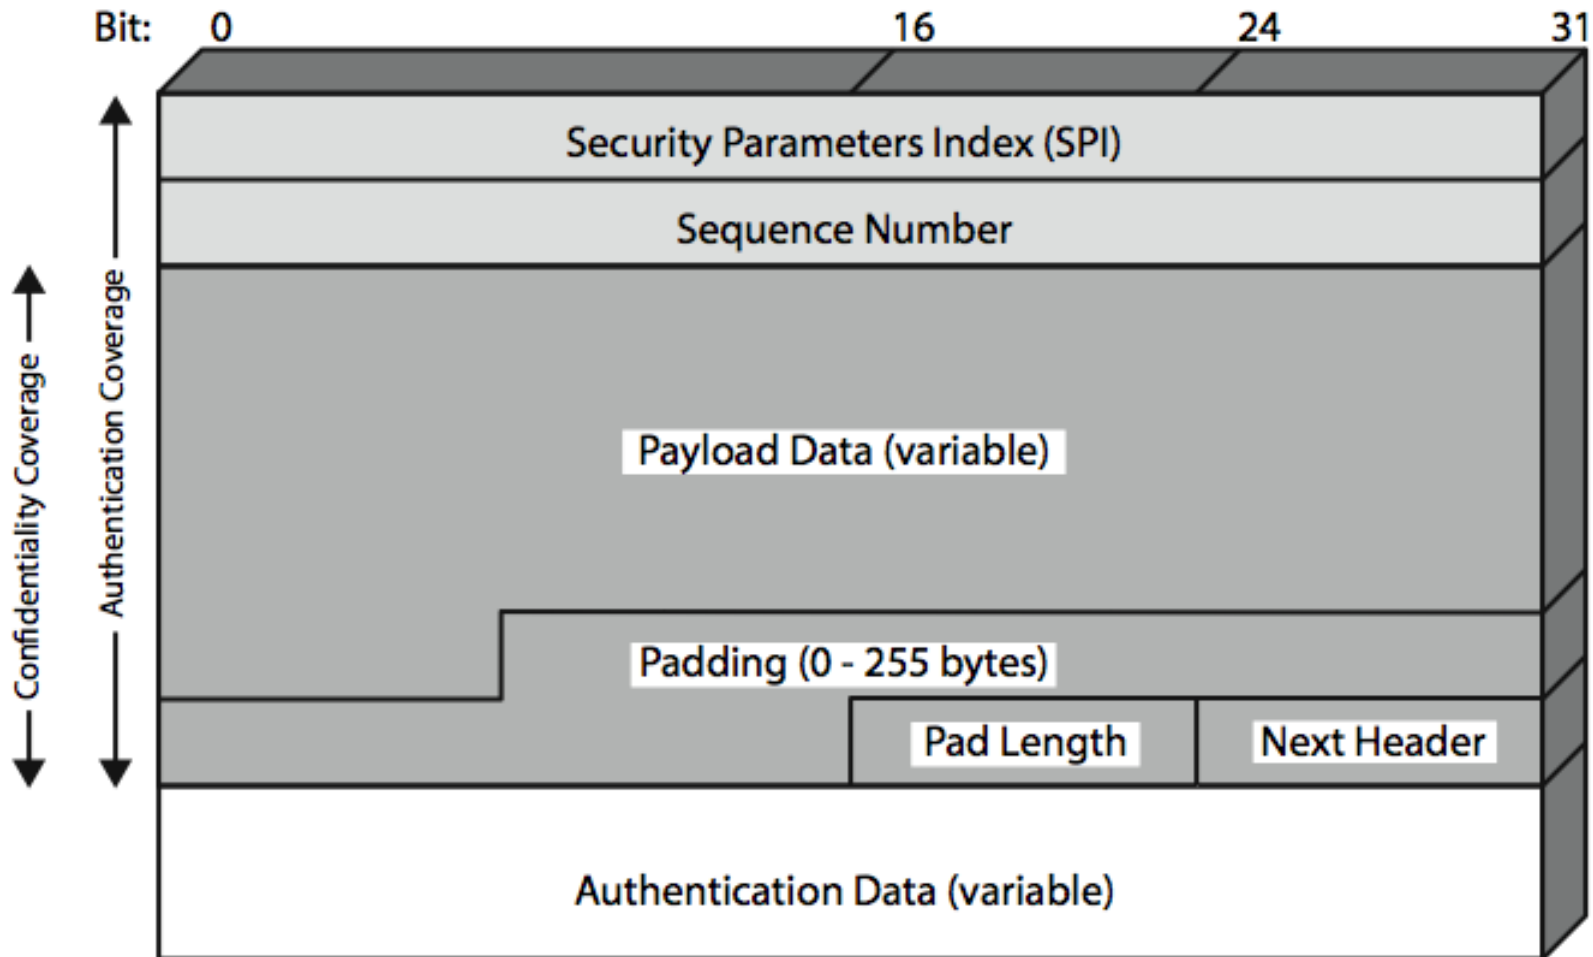 Bit: 0 16 24 31
Security Parameters Index (SPI)
Sequence Number
Confidentiality Coverage
Authentication Coverage
Payload Data (variable)
Padding (0 - 255 bytes)
Pad Length Next Header
Authentication Data (variable)